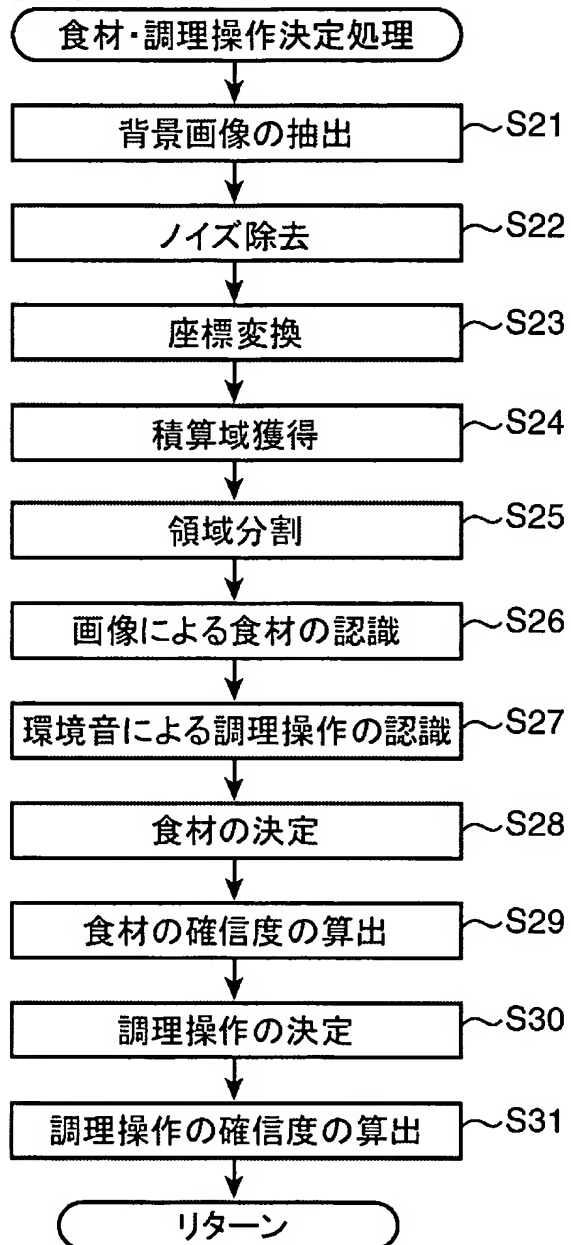 食材・調理操作決定処理
背景画像の抽出 S21
ノイズ除去 S22
座標変換 S23
積算域獲得 S24
領域分割 S25
画像による食材の認識 S26
環境音による調理操作の認識 S27
食材の決定 S28
食材の確信度の算出 S29
調理操作の決定 S30
調理操作の確信度の算出 S31
リターン